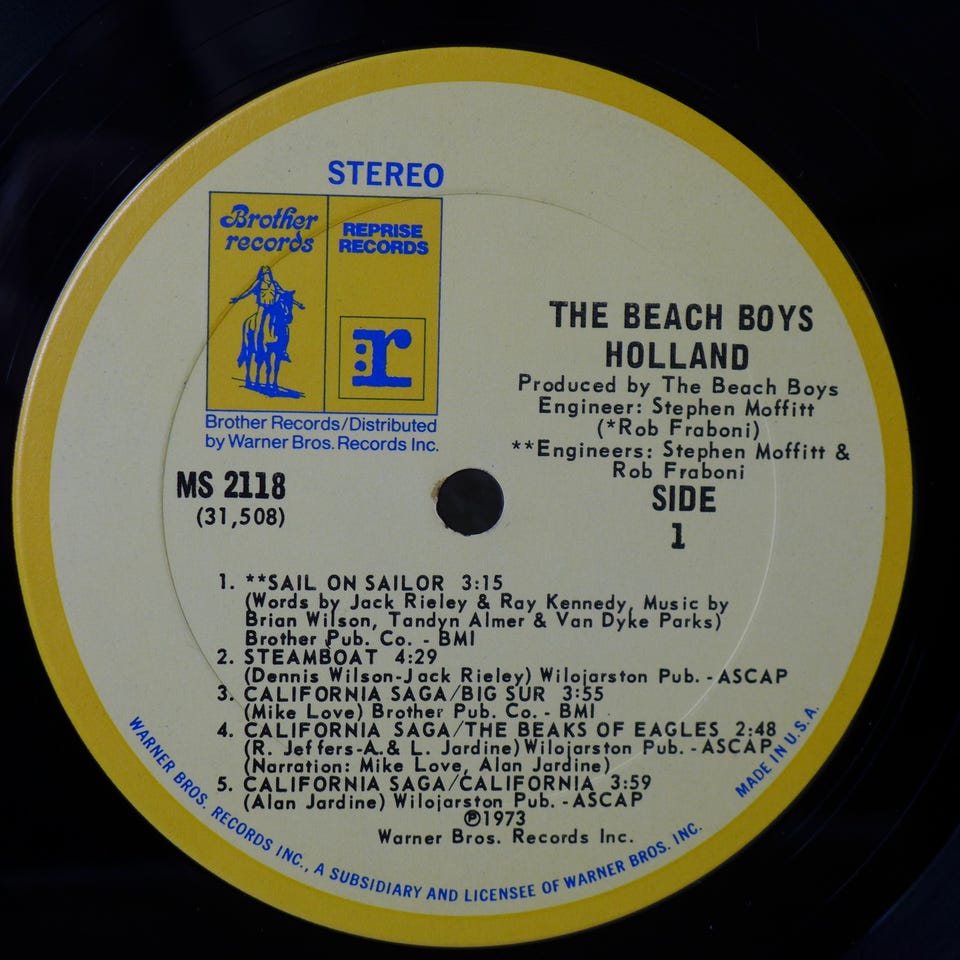 STEREO
Brother
records
REPRISE
RECORDS
r
Brother Records/Distributed
by Warner Bros. Records Inc.
MS 2118
(31,508)
THE BEACH BOYS
HOLLAND
Produced by The Beach Boys
Engineer: Stephen Moffitt
(*Rob Fraboni)
**Engineers: Stephen Moffitt &
Rob Fraboni
SIDE
1
1. **SAIL ON SAILOR 3:15
(Words by Jack Rieley & Ray Kennedy, Music by
Brian Wilson, Tandyn Almer & Van Dyke Parks)
Brother Pub. Co. - BMI
2. STEAMBOAT 4:29
(Dennis Wilson-Jack Rieley) Wilojarston Pub. - ASCAP
3. CALIFORNIA SAGA/BIG SUR 3:55
(Mike Love) Brother Pub. Co. - BMI
4. CALIFORNIA SAGA/THE BEAKS OF EAGLES 2:48
(R. Jeffers-A.& L. Jardine) Wilojarston Pub. - ASCAP
(Narration: Mike Love, Alan Jardine)
5. CALIFORNIA SAGA/CALIFORNIA 3:59
(Alan Jardine) Wilojarston Pub. - ASCAP
℗1973
Warner Bros. Records Inc.
WARNER BROS. RECORDS INC., A SUBSIDIARY AND LICENSEE OF WARNER BROS. INC.
MADE IN U.S.A.